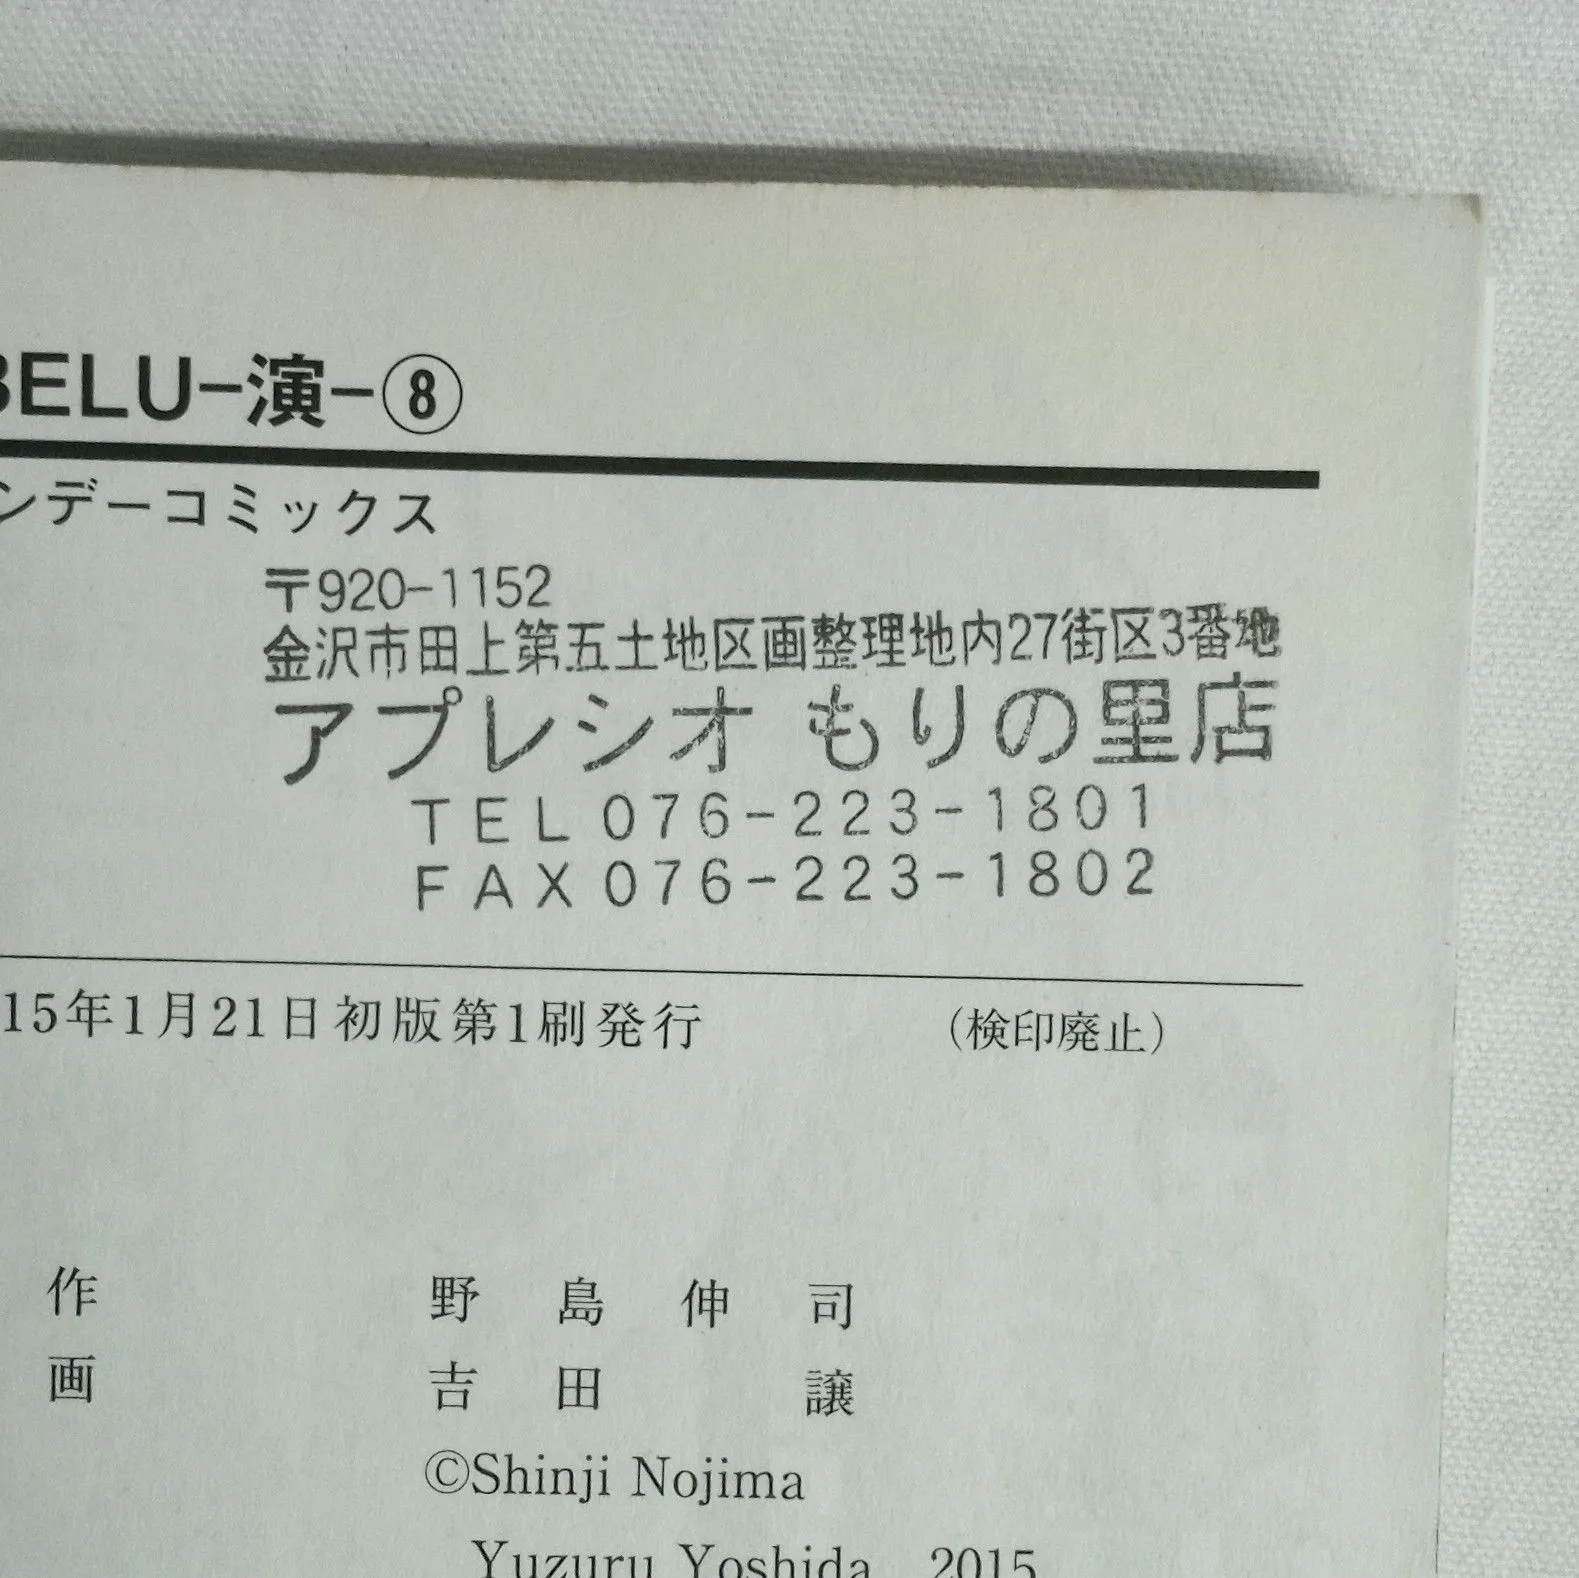 BELU-演-⑧
ンデーコミックス
〒920-1152
金沢市田上第五土地区画整理地内27街区3番地
アプレシオ もりの里店
TEL 076-223-1801
FAX 076-223-1802
15年1月21日初版第1刷発行 (検印廃止)
作 野島伸司
画 吉田 譲
©Shinji Nojima
Yuzuru Yoshida 2015